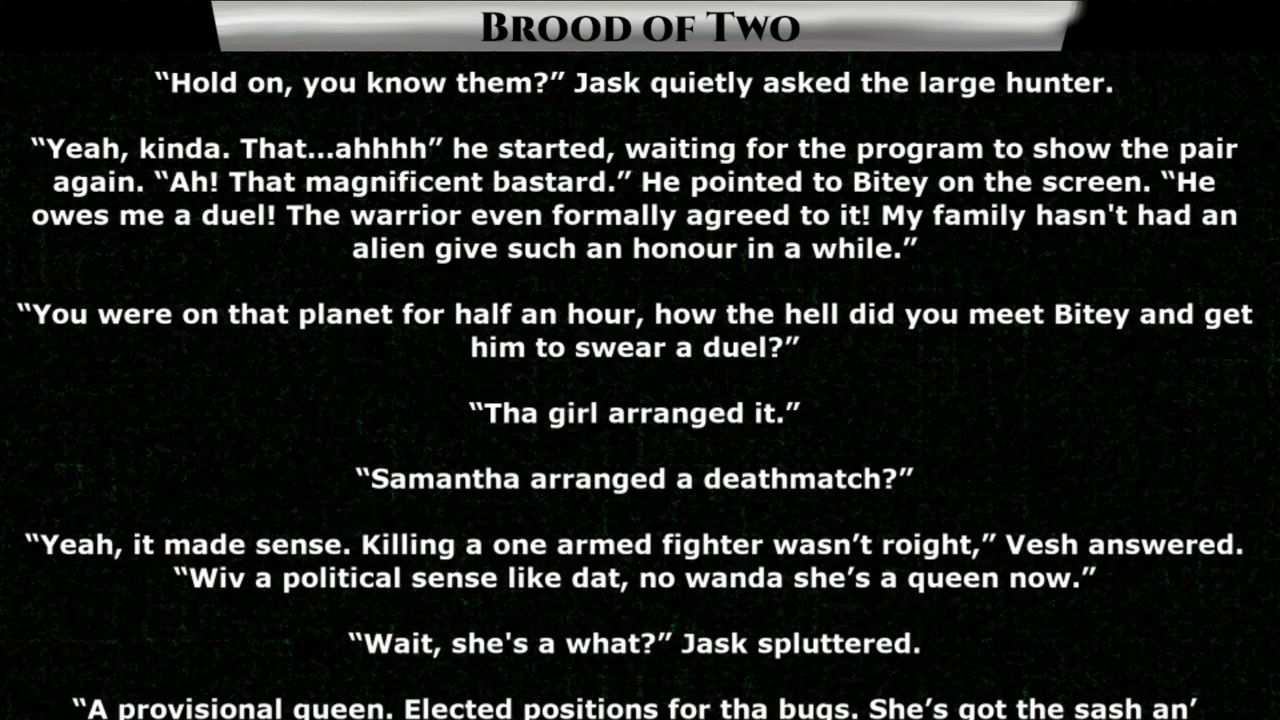 Brood of Two
“Hold on, you know them?” Jask quietly asked the large hunter.
“Yeah, kinda. That...ahhhh” he started, waiting for the program to show the pair
again. “Ah! That magnificent bastard.” He pointed to Bitey on the screen. “He
owes me a duel! The warrior even formally agreed to it! My family hasn't had an
alien give such an honour in a while.”
“You were on that planet for half an hour, how the hell did you meet Bitey and get
him to swear a duel?”
“Tha girl arranged it.”
“Samantha arranged a deathmatch?”
“Yeah, it made sense. Killing a one armed fighter wasn’t roight,” Vesh answered.
“Wiv a political sense like dat, no wanda she’s a queen now.”
“Wait, she's a what?” Jask spluttered.
“A provisional queen. Elected positions for tha bugs. She’s got the sash an’